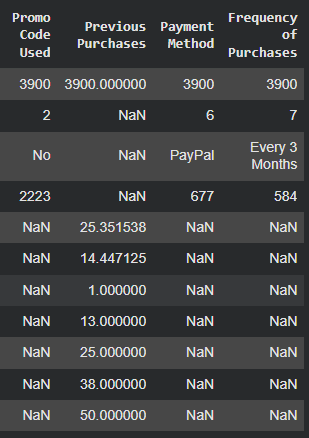 Promo Code Used Previous Purchases Payment Method Frequency of Purchases
3900 3900.000000 3900 3900
2 NaN 6 7
No NaN PayPal Every 3 Months
2223 NaN 677 584
NaN 25.351538 NaN NaN
NaN 14.447125 NaN NaN
NaN 1.000000 NaN NaN
NaN 13.000000 NaN NaN
NaN 25.000000 NaN NaN
NaN 38.000000 NaN NaN
NaN 50.000000 NaN NaN